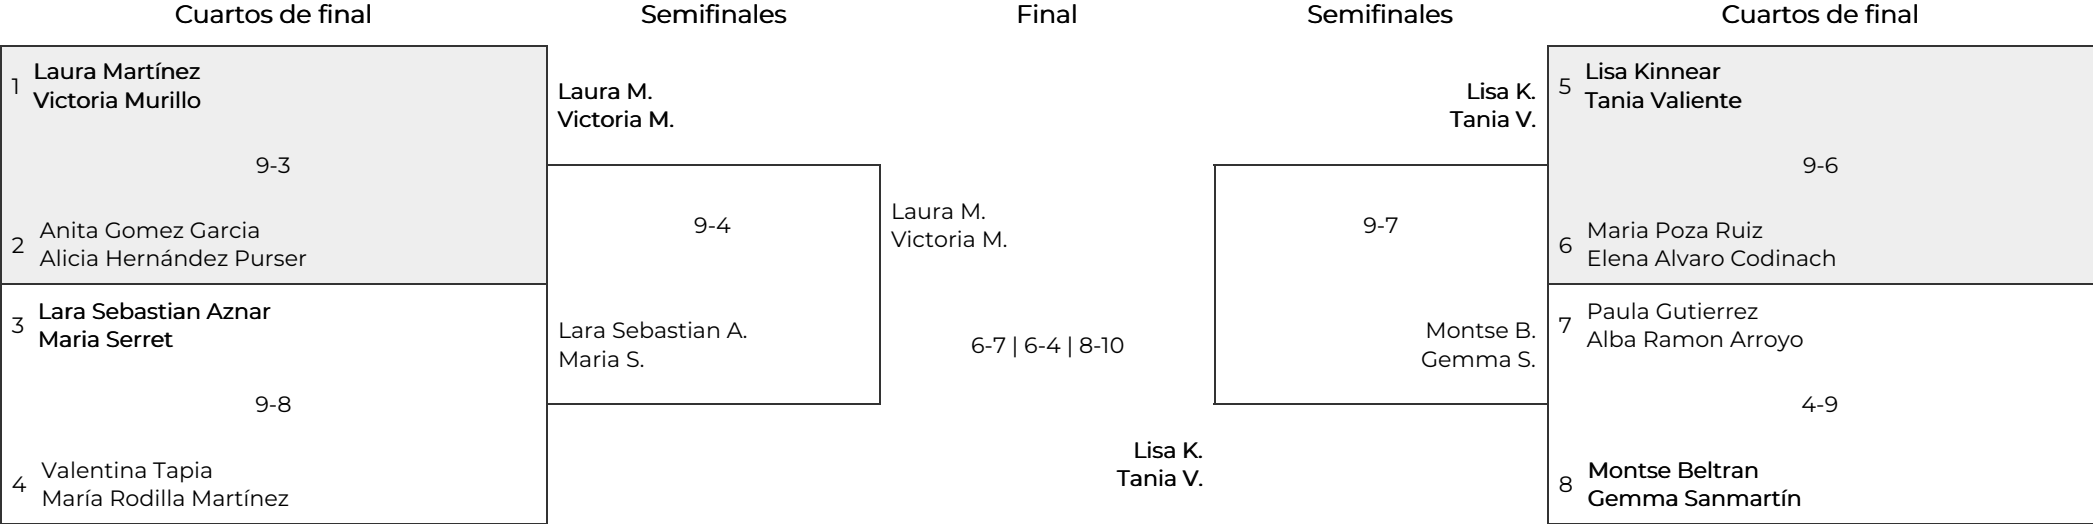 Cuartos de final
Semifinales
Final
Semifinales
Cuartos de final
1
Laura Martínez
Victoria Murillo
9-3
2
Anita Gomez Garcia
Alicia Hernández Purser
3
Lara Sebastian Aznar
Maria Serret
9-8
4
Valentina Tapia
María Rodilla Martínez
Laura M.
Victoria M.
9-4
Lara Sebastian A.
Maria S.
Laura M.
Victoria M.
6-7 | 6-4 | 8-10
Lisa K.
Tania V.
Lisa K.
Tania V.
9-7
Montse B.
Gemma S.
5
Lisa Kinnear
Tania Valiente
9-6
6
Maria Poza Ruiz
Elena Alvaro Codinach
7
Paula Gutierrez
Alba Ramon Arroyo
4-9
8
Montse Beltran
Gemma Sanmartín